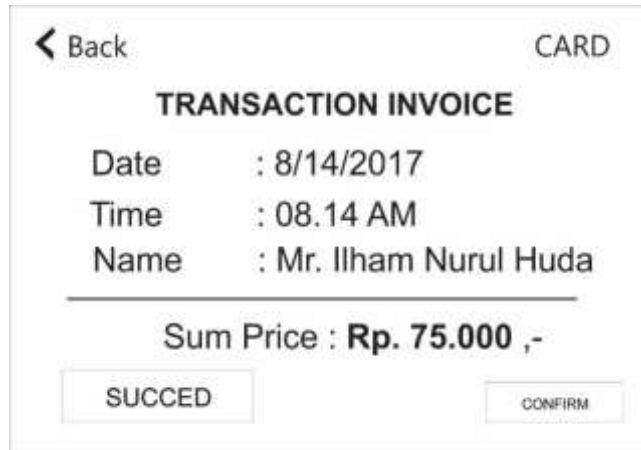 Back CARD
TRANSACTION INVOICE
Date : 8/14/2017
Time : 08.14 AM
Name : Mr. Ilham Nurul Huda
Sum Price : Rp. 75.000 ,-
SUCCED CONFIRM